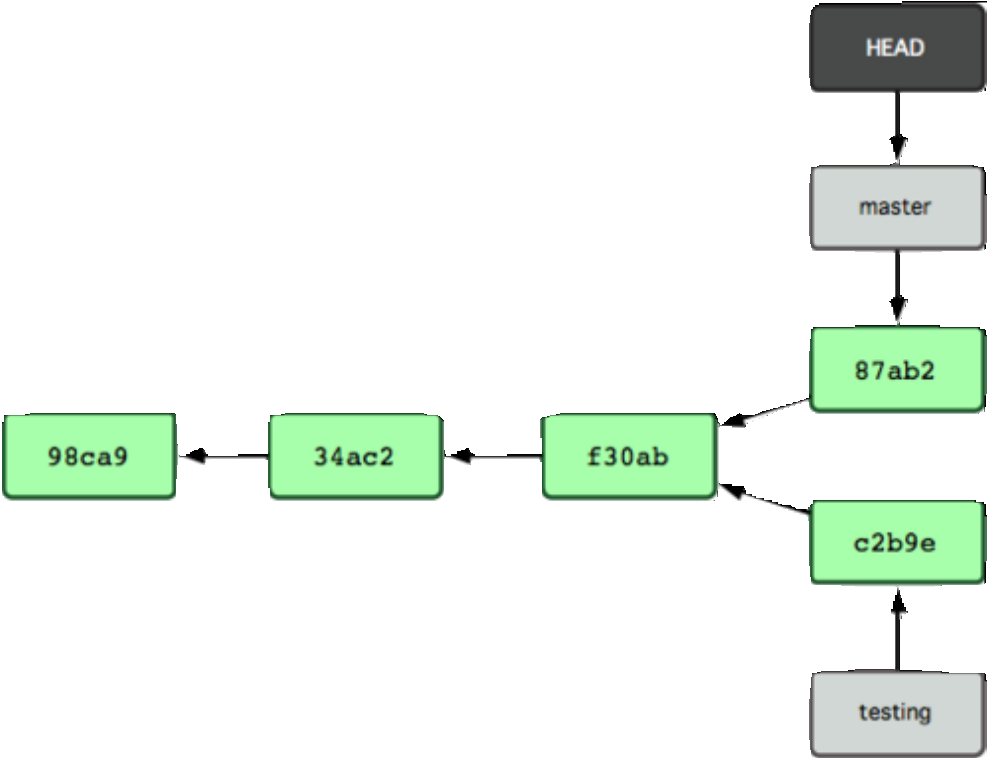 HEAD
master
87ab2
98ca9
34ac2
f30ab
c2b9e
testing